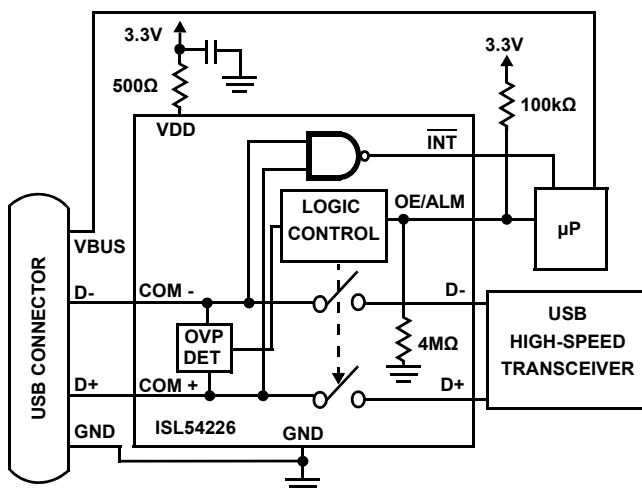 3.3V
500Ω
VDD
3.3V
100kΩ
INT
LOGIC
CONTROL
OE/ALM
µP
USB CONNECTOR
VBUS
D-
COM -
D-
OVP
DET
4MΩ
USB
HIGH-SPEED
TRANSCEIVER
D+
COM +
D+
GND
ISL54226
GND